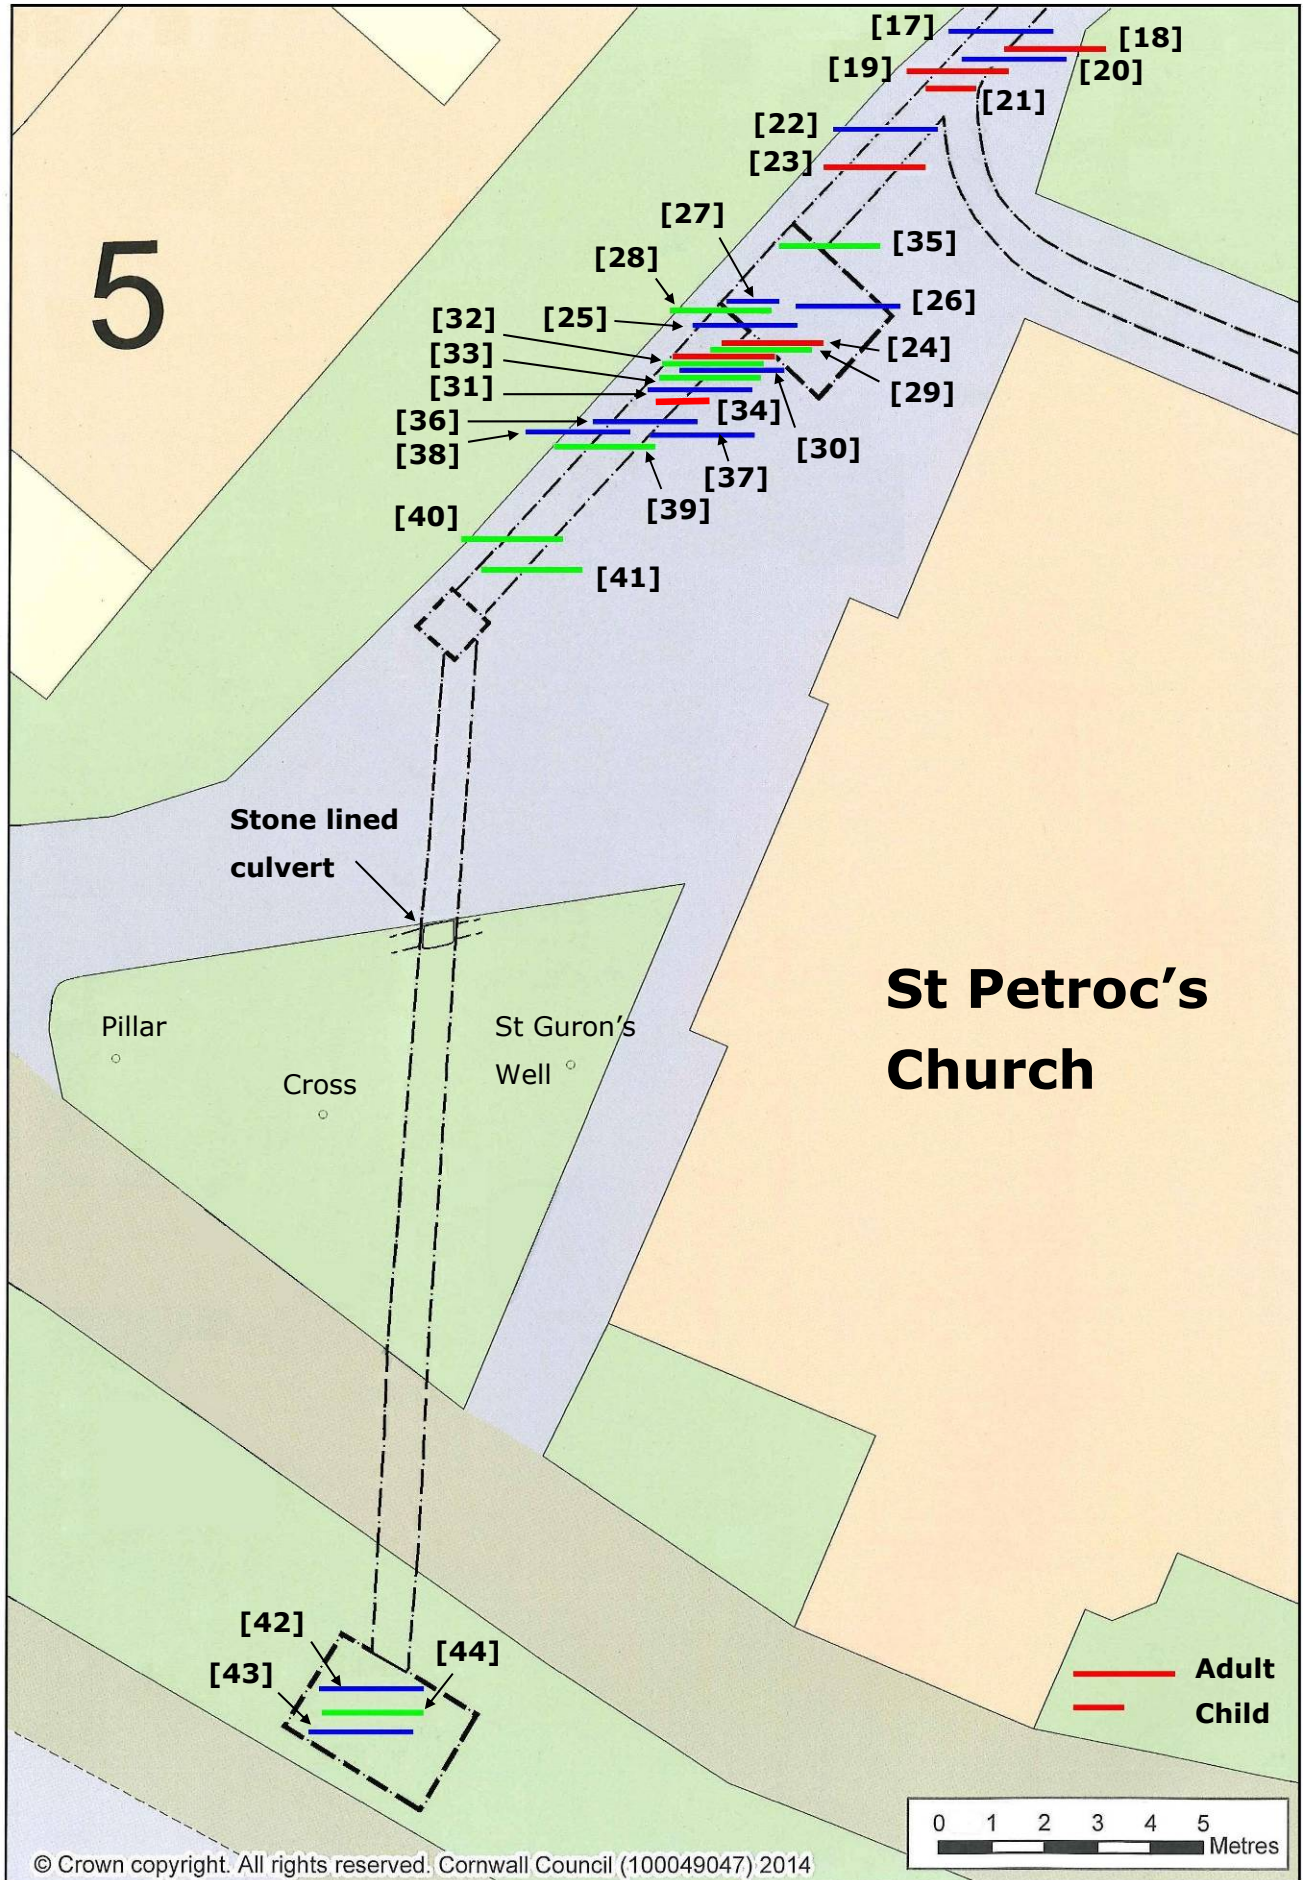 [17]
[18]
[19]
[20]
[21]
[22]
[23]
[27]
[35]
[28]
[26]
[32]
[25]
[24]
[33]
[29]
[31]
[34]
[36]
[30]
[38]
[37]
[39]
[40]
[41]
5
Stone lined
culvert
St Petroc’s
Church
Pillar
St Guron’s
Well
Cross
[42]
[44]
[43]
Adult
Child
0 1 2 3 4 5
Metres
© Crown copyright. All rights reserved. Cornwall Council (100049047) 2014